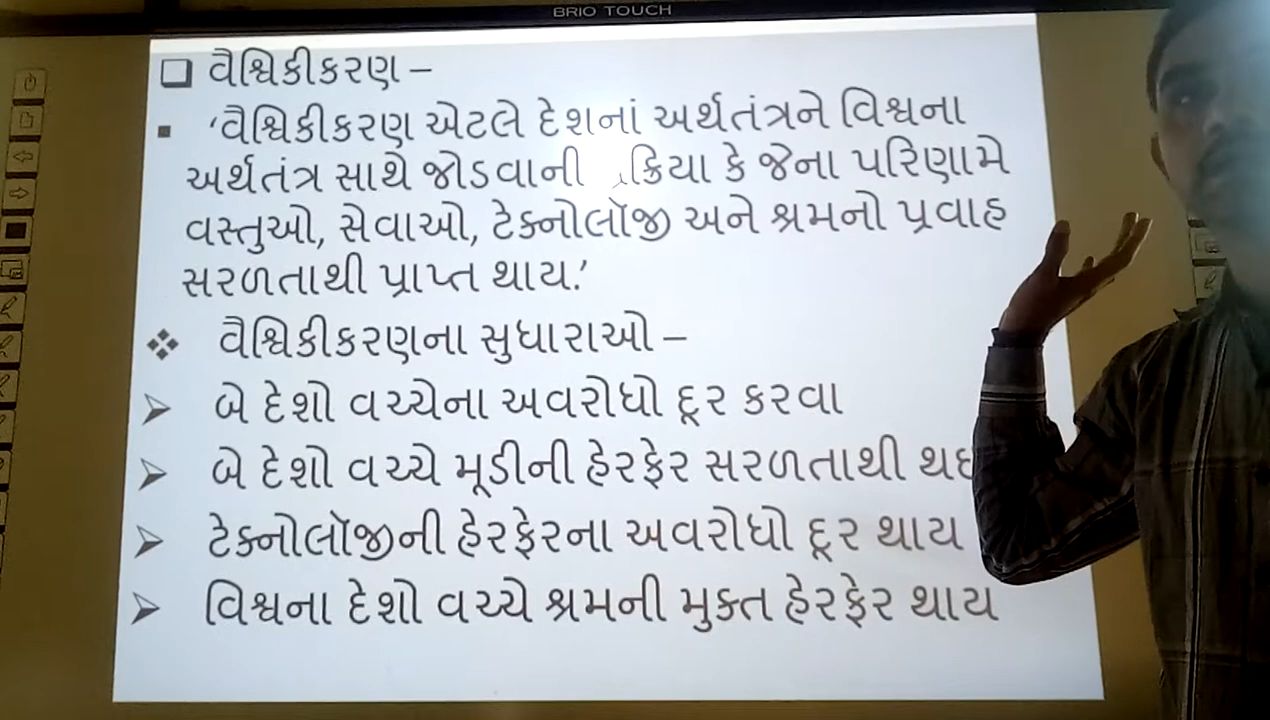 BRIO TOUCH
વૈશ્વિકીકરણ –
'વૈશ્વિકીકરણ એટલે દેશનાં અર્થતંત્રને વિશ્વના
અર્થતંત્ર સાથે જોડવાની કે જેના પરિણામે
વસ્તુઓ, સેવાઓ, ટેક્નોલૉજી અને શ્રમનો પ્રવાહ
સરળતાથી પ્રાપ્ત થાય.'
વૈશ્વિકીકરણના સુધારાઓ –
બે દેશો વચ્ચેના અવરોધો દૂર કરવા
બે દેશો વચ્ચે મૂડીની હેરફેર સરળતાથી
ટેક્નોલૉજીની હેરફેરના અવરોધો દૂર થાય
વિશ્વના દેશો વચ્ચે શ્રમની મુક્ત હેરફેર થાય